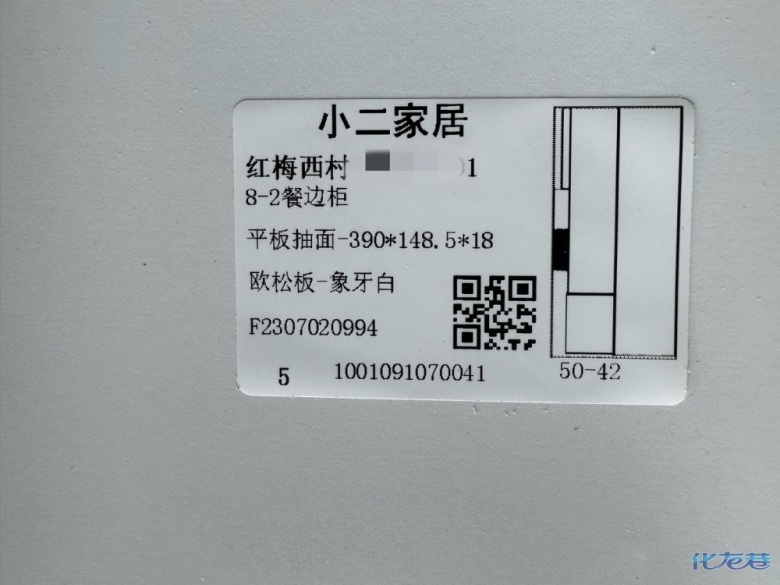 小二家居
红梅西村 1
8-2餐边柜
平板抽面-390*148.5*18
欧松板-象牙白
F2307020994
5 1001091070041 50-42
化龙巷